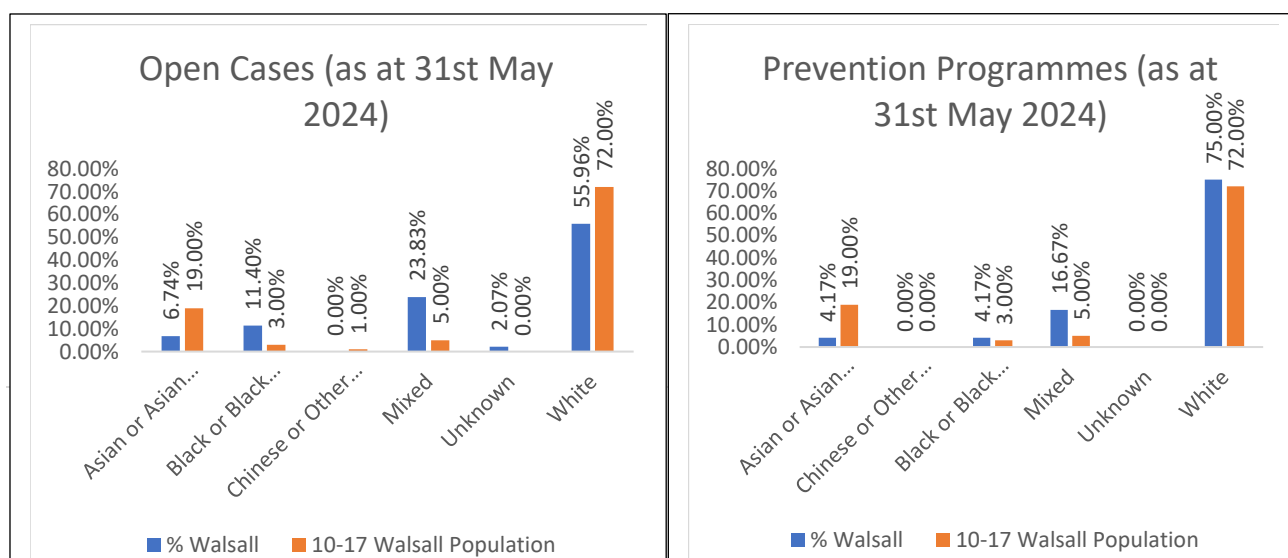 Open Cases (as at 31st May
2024)
80.00%
70.00%
60.00%
50.00%
40.00%
30.00%
20.00%
10.00%
0.00%
6.74%
19.00%
11.40%
3.00%
0.00%
1.00%
23.83%
5.00%
2.07%
0.00%
55.96%
72.00%
Asian or Asian...
Black or Black...
Chinese or Other...
Mixed
Unknown
White
% Walsall
10-17 Walsall Population
Prevention Programmes (as at
31st May 2024)
80.00%
70.00%
60.00%
50.00%
40.00%
30.00%
20.00%
10.00%
0.00%
4.17%
19.00%
0.00%
0.00%
4.17%
3.00%
16.67%
5.00%
0.00%
0.00%
75.00%
72.00%
Asian or Asian...
Chinese or Other...
Black or Black...
Mixed
Unknown
White
% Walsall
10-17 Walsall Population